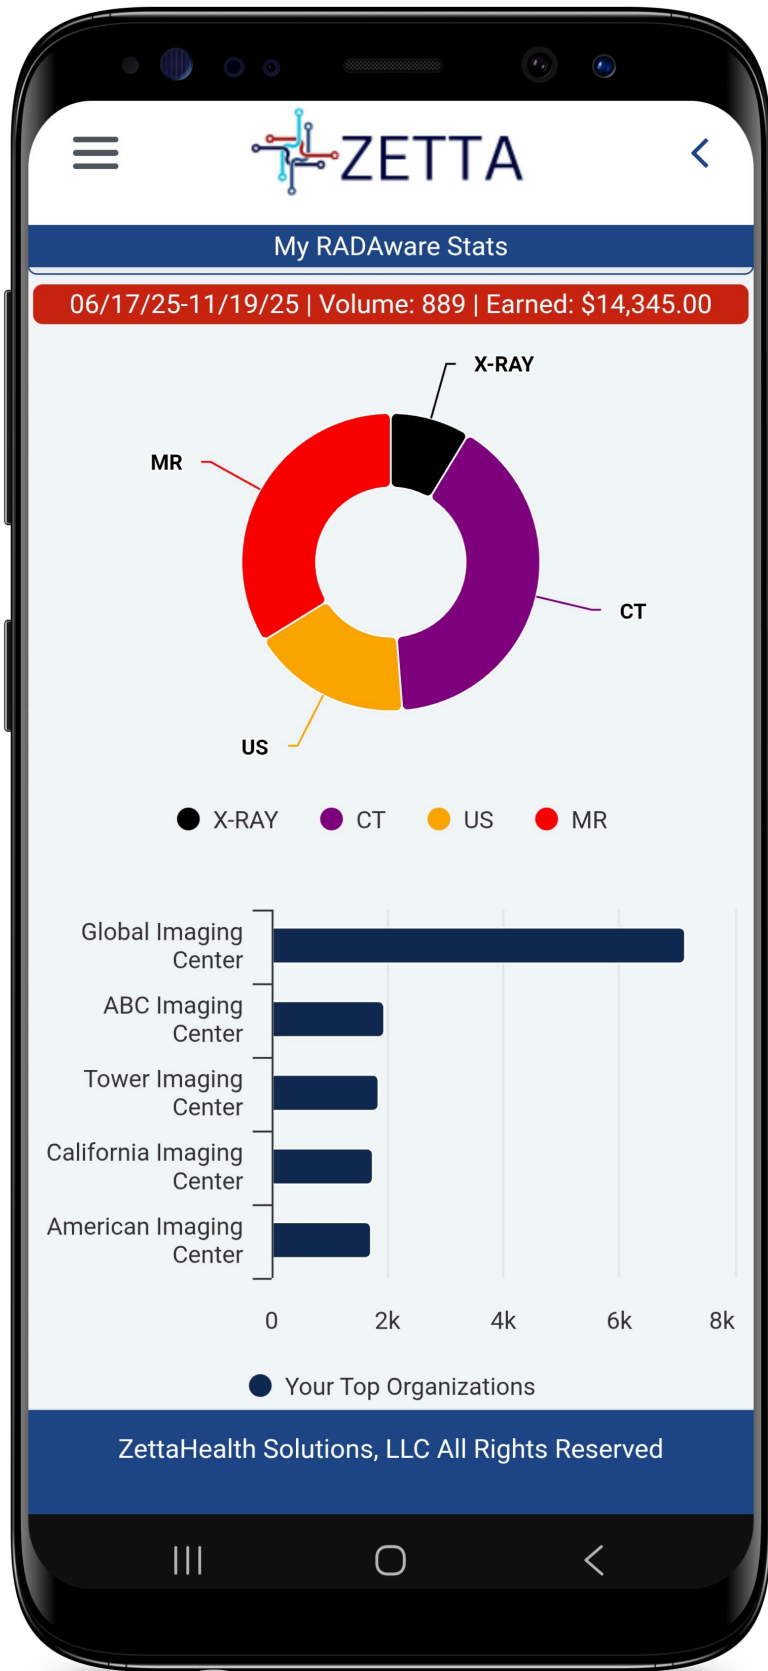 ZETTA
My RADAware Stats
06/17/25-11/19/25 | Volume: 889 | Earned: $14,345.00
X-RAY
MR
CT
US
X-RAY CT US MR
Global Imaging
Center
ABC Imaging
Center
Tower Imaging
Center
California Imaging
Center
American Imaging
Center
0 2k 4k 6k 8k
Your Top Organizations
ZettaHealth Solutions, LLC All Rights Reserved